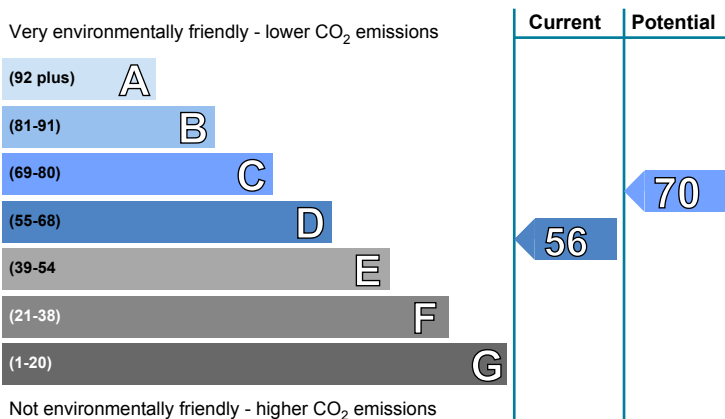 Very environmentally friendly - lower CO2 emissions
Current
Potential
(92 plus) A
(81-91) B
(69-80) C
(55-68) D
(39-54 E
(21-38) F
(1-20) G
56
70
Not environmentally friendly - higher CO2 emissions